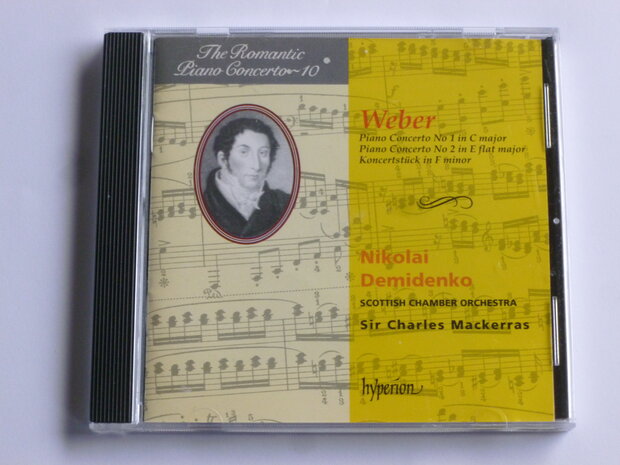 The Romantic
Piano Concerto~10
Weber
Piano Concerto No 1 in C major
Piano Concerto No 2 in E flat major
Koncertstück in F minor
Nikolai
Demidenko
SCOTTISH CHAMBER ORCHESTRA
Sir Charles Mackerras
hyperion